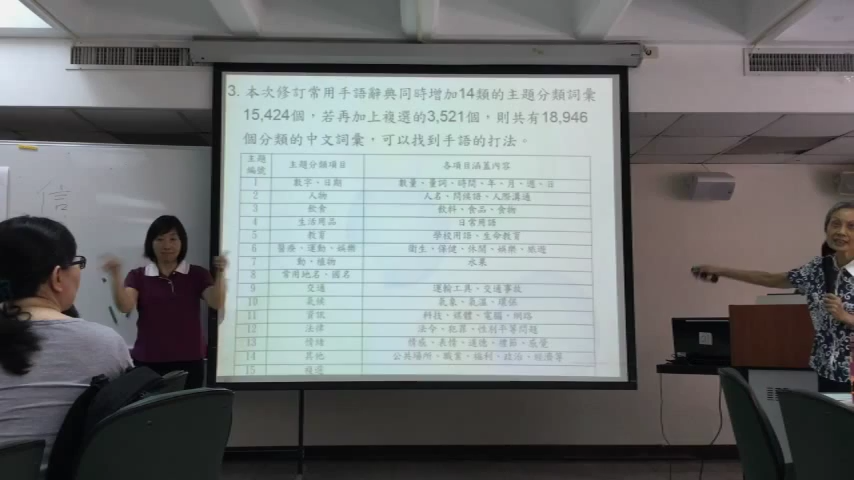 3. 本次修訂常用手語辭典同時增加14類的主題分類詞彙
15,424個，若再加上複選的3,521個，則共有18,946
個分類的中文詞彙，可以找到手語的打法。
主題編號 主題分類項目 各項目涵蓋內容
1 數字、日期 數量、量詞、時間、年、月、週、日
2 人物 人名、問候語、人際溝通
3 飲食 飲料、食品、食物
4 生活用品 日常用語
5 教育 學校用語、生命教育
6 醫療、運動、娛樂 衛生、保健、休閒、娛樂、旅遊
7 動、植物 水果
8 常用地名、國名
9 交通 運輸工具、交通事故
10 氣候 氣象、氣溫、環保
11 資訊 科技、媒體、電腦、網路
12 法律 法令、犯罪、性別平等問題
13 情緒 情感、表情、道德、禮節、感覺
14 其他 公共場所、職業、福利、政治、經濟等
15 複選
信